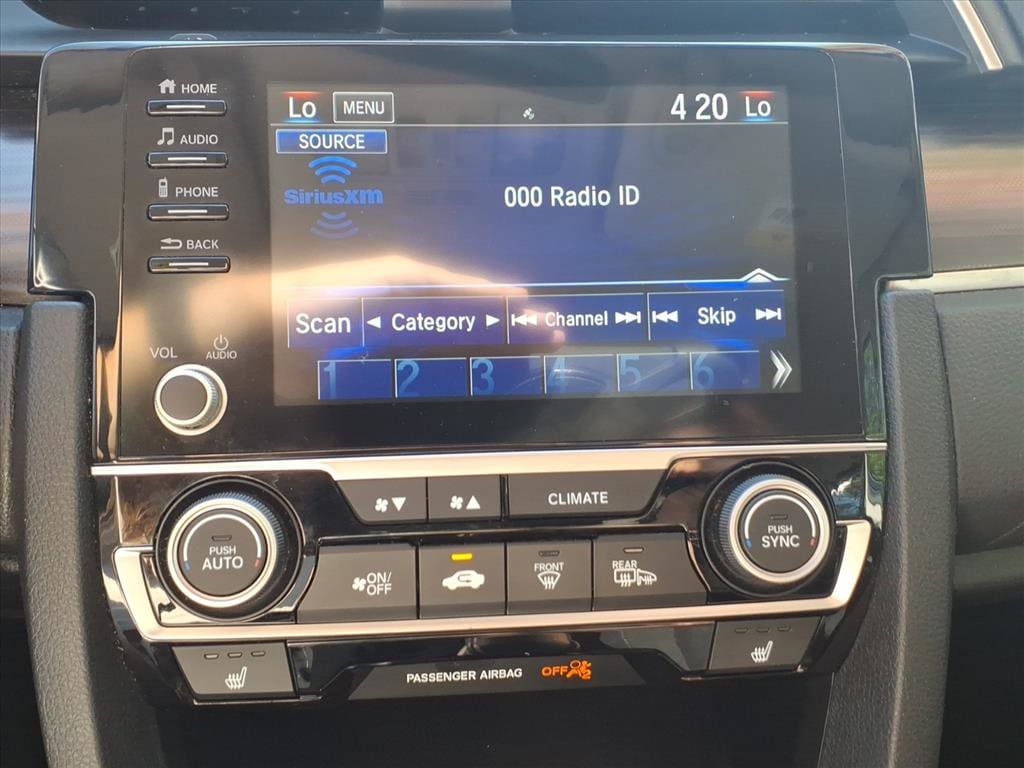 HOME
AUDIO
PHONE
BACK
VOL
AUDIO
Lo MENU 4 20 Lo
SOURCE
SiriusXM
000 Radio ID
Scan Category Channel Skip
1 2 3 4 5 6
CLIMATE
PUSH
AUTO
PUSH
SYNC
ON/
OFF
FRONT
REAR
PASSENGER AIRBAG OFF